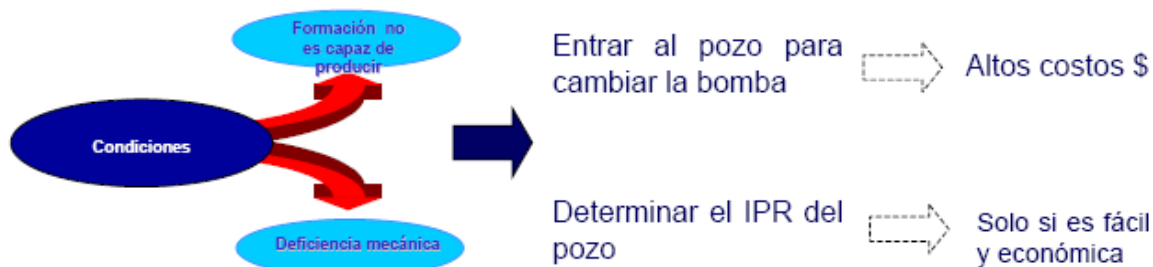 Formación no
es capaz de
producir
Condiciones
Deficiencia mecánica
Entrar al pozo para
cambiar la bomba
Altos costos $
Determinar el IPR del
pozo
Solo si es fácil
y económica